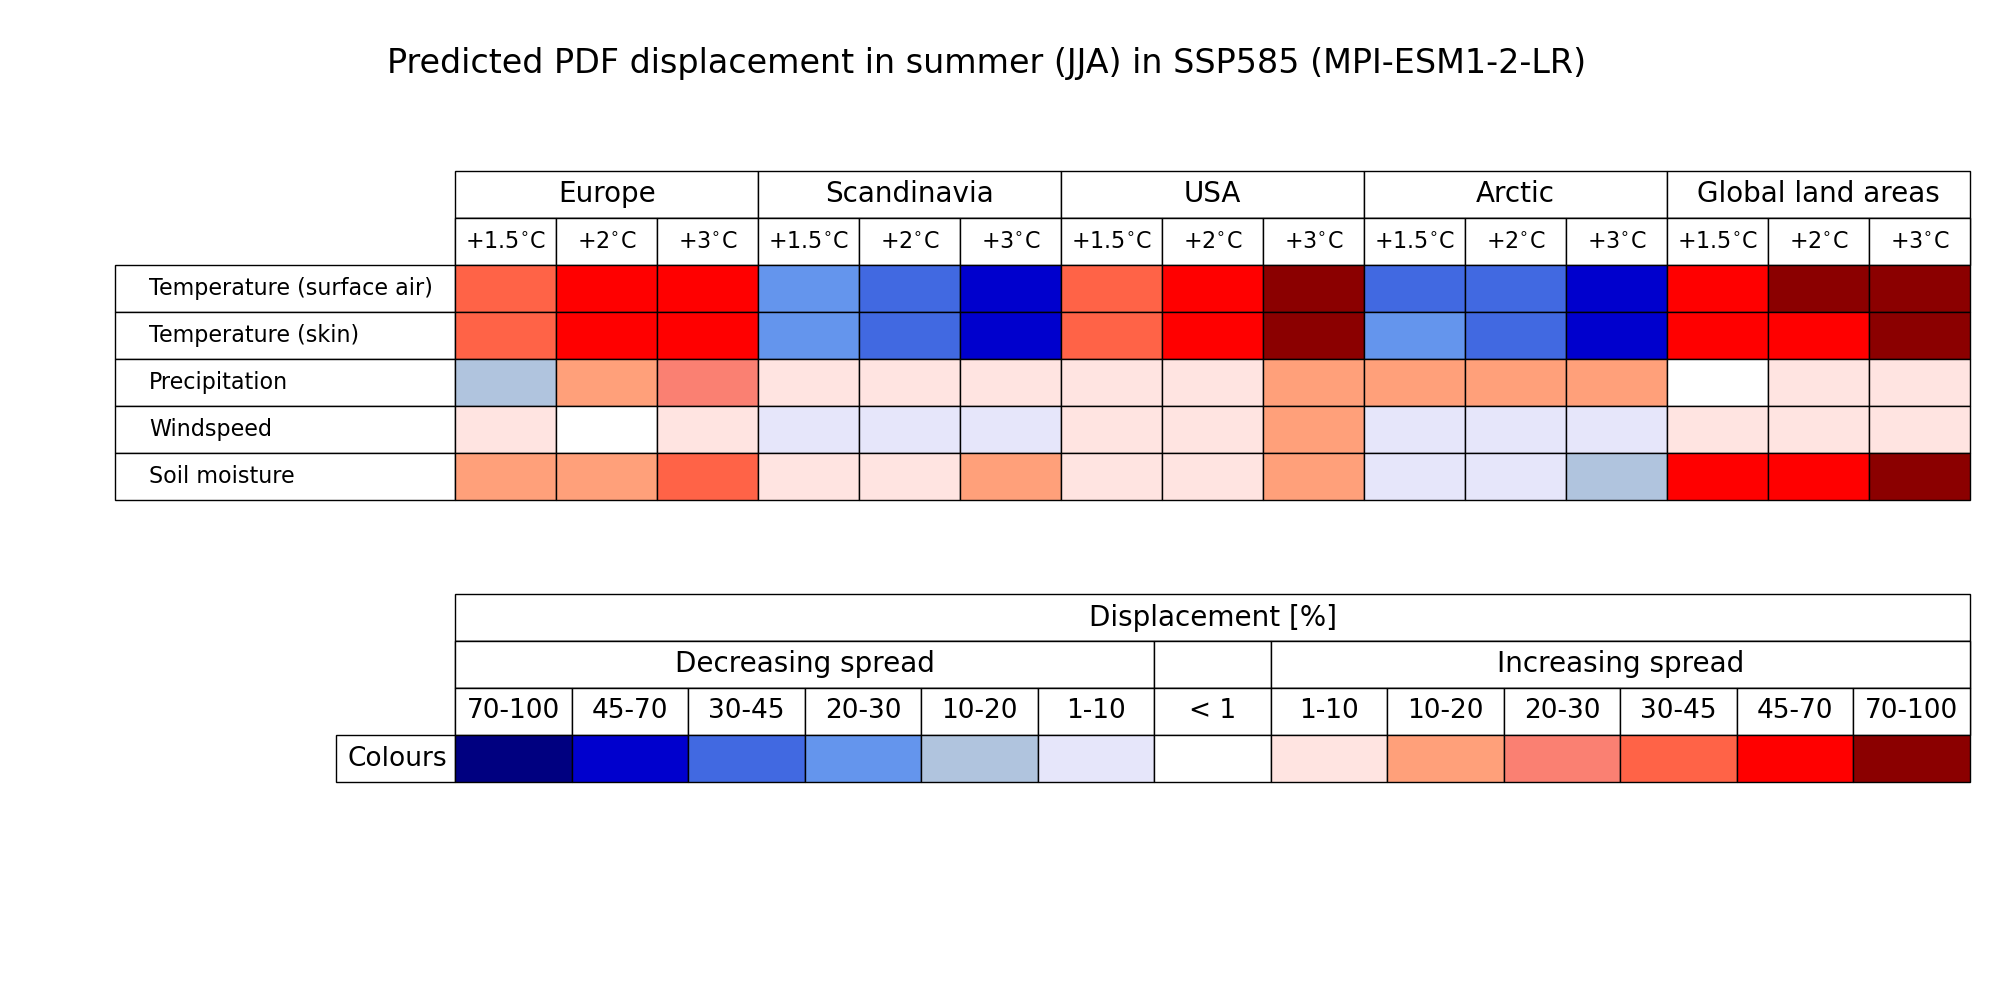 Predicted PDF displacement in summer (JJA) in SSP585 (MPI-ESM1-2-LR)
Europe Scandinavia USA Arctic Global land areas
+1.5°C +2°C +3°C +1.5°C +2°C +3°C +1.5°C +2°C +3°C +1.5°C +2°C +3°C +1.5°C +2°C +3°C
Temperature (surface air)
Temperature (skin)
Precipitation
Windspeed
Soil moisture
Displacement [%]
Decreasing spread Increasing spread
70-100 45-70 30-45 20-30 10-20 1-10 < 1 1-10 10-20 20-30 30-45 45-70 70-100
Colours